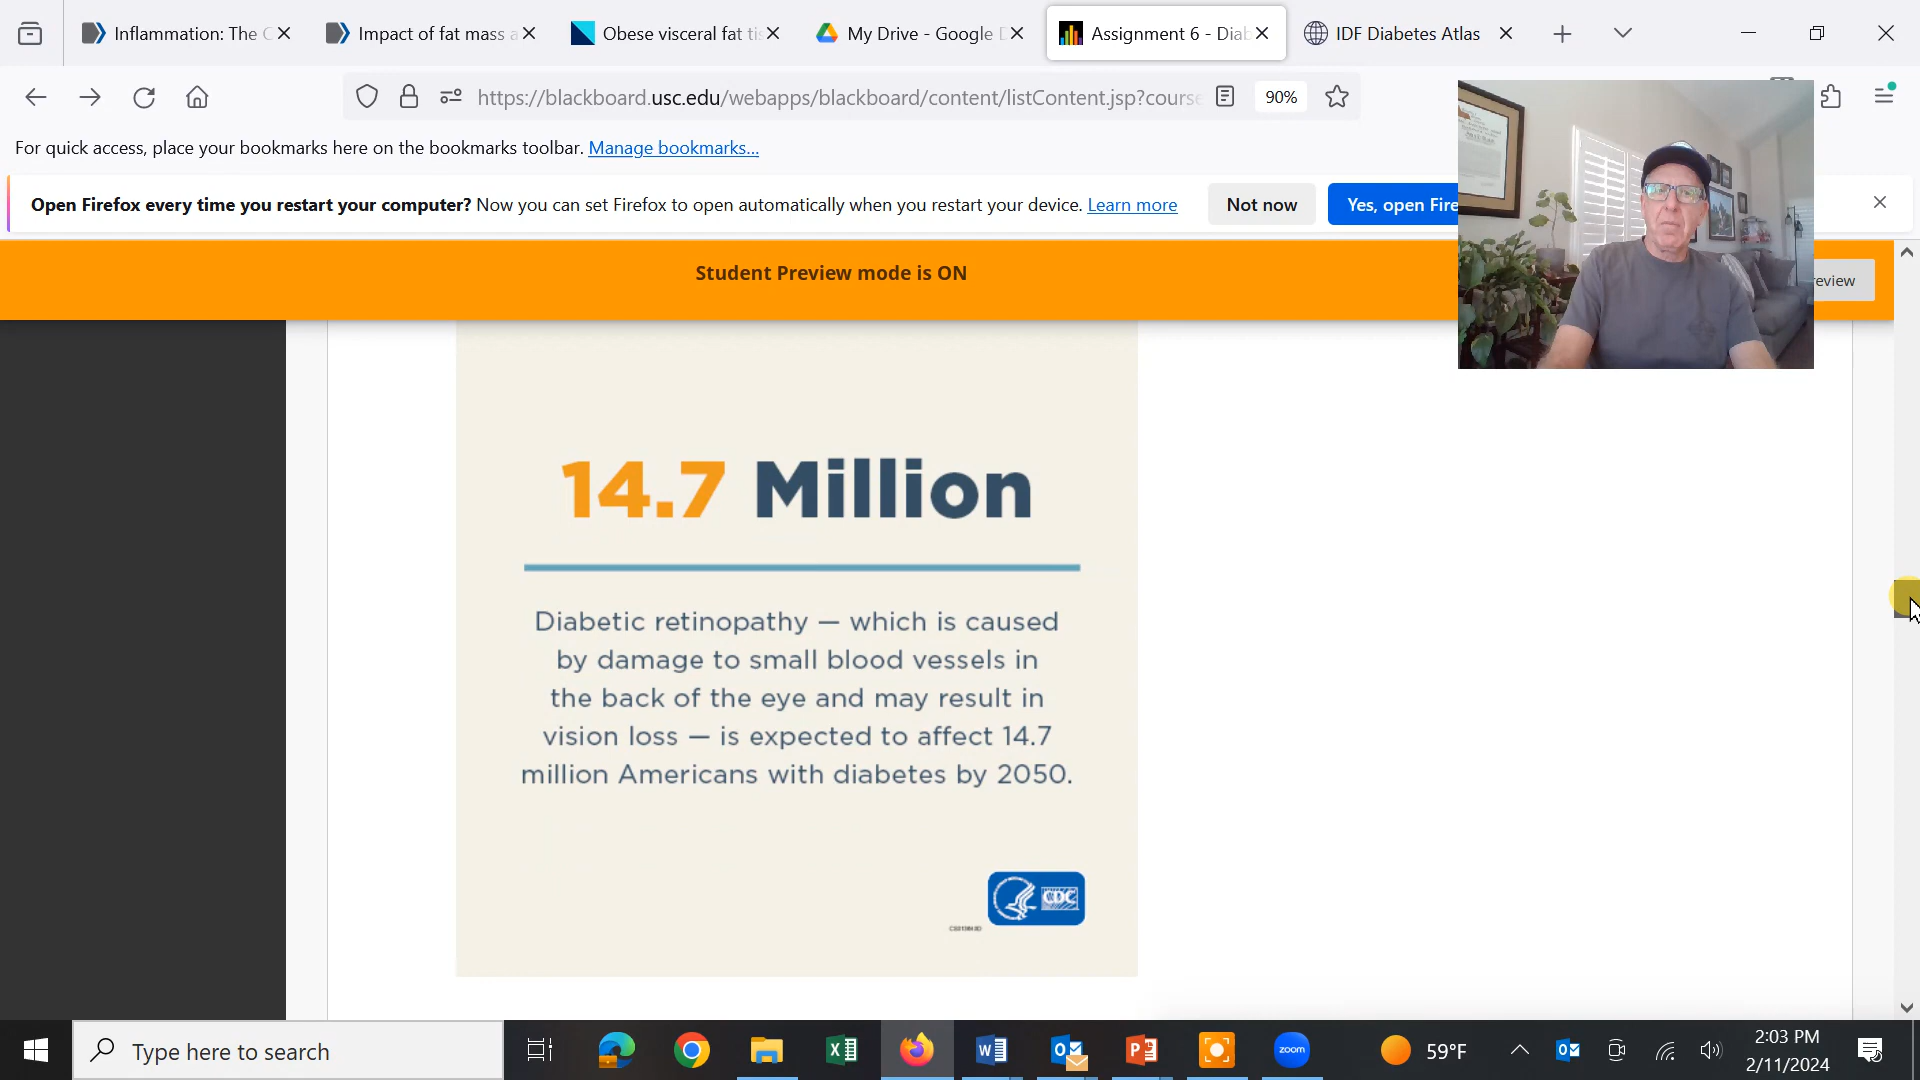 Inflammation: The C
Impact of fat mass a
Obese visceral fat tis
My Drive - Google D
Assignment 6 - Diab
IDF Diabetes Atlas
https://blackboard.usc.edu/webapps/blackboard/content/listContent.jsp?course
90%
For quick access, place your bookmarks here on the bookmarks toolbar. Manage bookmarks...
Open Firefox every time you restart your computer? Now you can set Firefox to open automatically when you restart your device. Learn more
Not now
Yes, open Fire
Student Preview mode is ON
review
14.7 Million
Diabetic retinopathy — which is caused
by damage to small blood vessels in
the back of the eye and may result in
vision loss — is expected to affect 14.7
million Americans with diabetes by 2050.
CDC
Type here to search
zoom
59°F
2:03 PM
2/11/2024